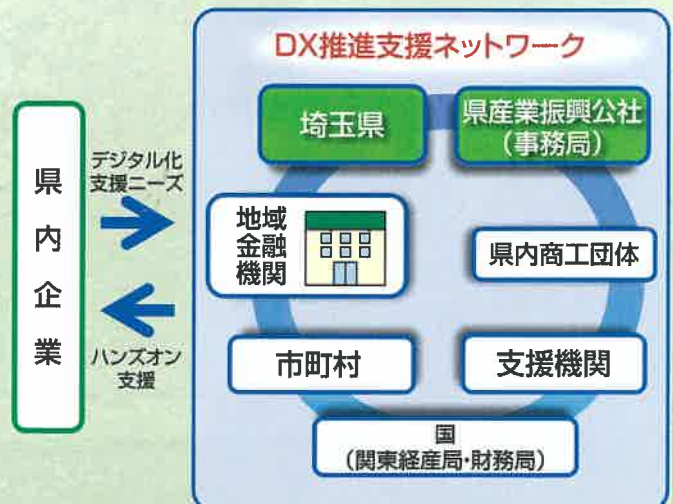 DX推進支援ネットワーク
埼玉県
県産業振興公社
（事務局）
県内企業
デジタル化
支援ニーズ
ハンズオン
支援
地域
金融
機関
県内商工団体
市町村
支援機関
国
（関東経産局・財務局）